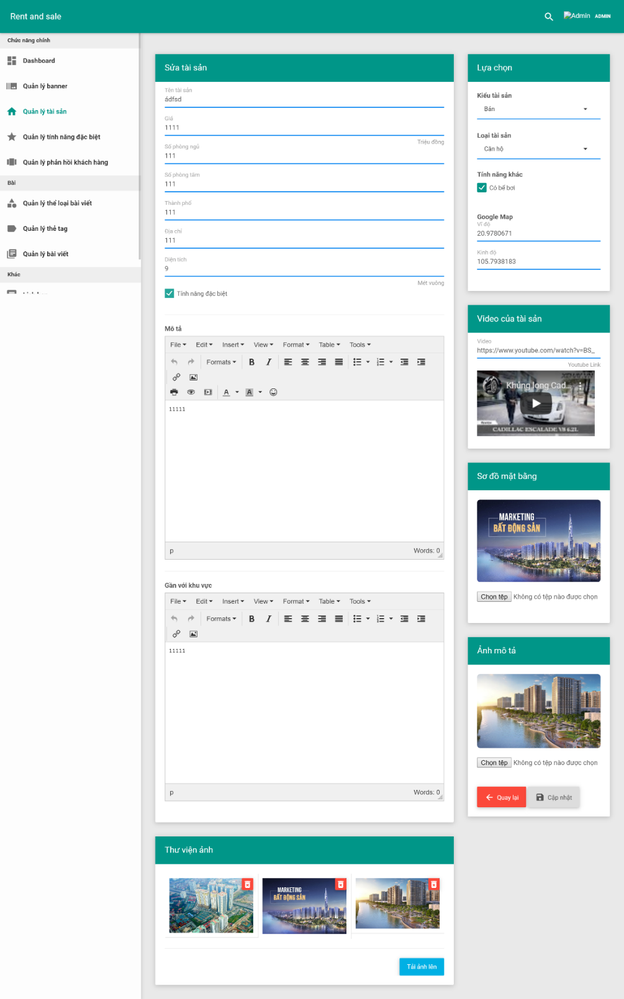 Rent and sale
Admin ADMIN
Chức năng chính
Dashboard
Quản lý banner
Quản lý tài sản
Quản lý tính năng đặc biệt
Quản lý phản hồi khách hàng
Bài
Quản lý thể loại bài viết
Quản lý thẻ tag
Quản lý bài viết
Khác
Sửa tài sản
Tên tài sản
ádfsd
Giá
1111
Triệu đồng
Số phòng ngủ
111
Số phòng tắm
111
Thành phố
111
Địa chỉ
111
Diện tích
9
Mét vuông
Tính năng đặc biệt
Mô tả
File Edit Insert View Format Table Tools
Formats B I
A A
11111
p Words: 0
Gần với khu vực
File Edit Insert View Format Table Tools
Formats B I
11111
p Words: 0
Thư viện ảnh
MARKETING
BẤT ĐỘNG SẢN
Tải ảnh lên
Lựa chọn
Kiểu tài sản
Bán
Loại tài sản
Căn hộ
Tính năng khác
Có bể bơi
Google Map
Vĩ độ
20.9780671
Kinh độ
105.7938183
Video của tài sản
Video
https://www.youtube.com/watch?v=BS_
Youtube Link
Khủng long Cad...
CADILLAC ESCALADE V8 6.2L
Sơ đồ mặt bằng
MARKETING
BẤT ĐỘNG SẢN
Chọn tệp Không có tệp nào được chọn
Ảnh mô tả
Chọn tệp Không có tệp nào được chọn
Quay lại Cập nhật